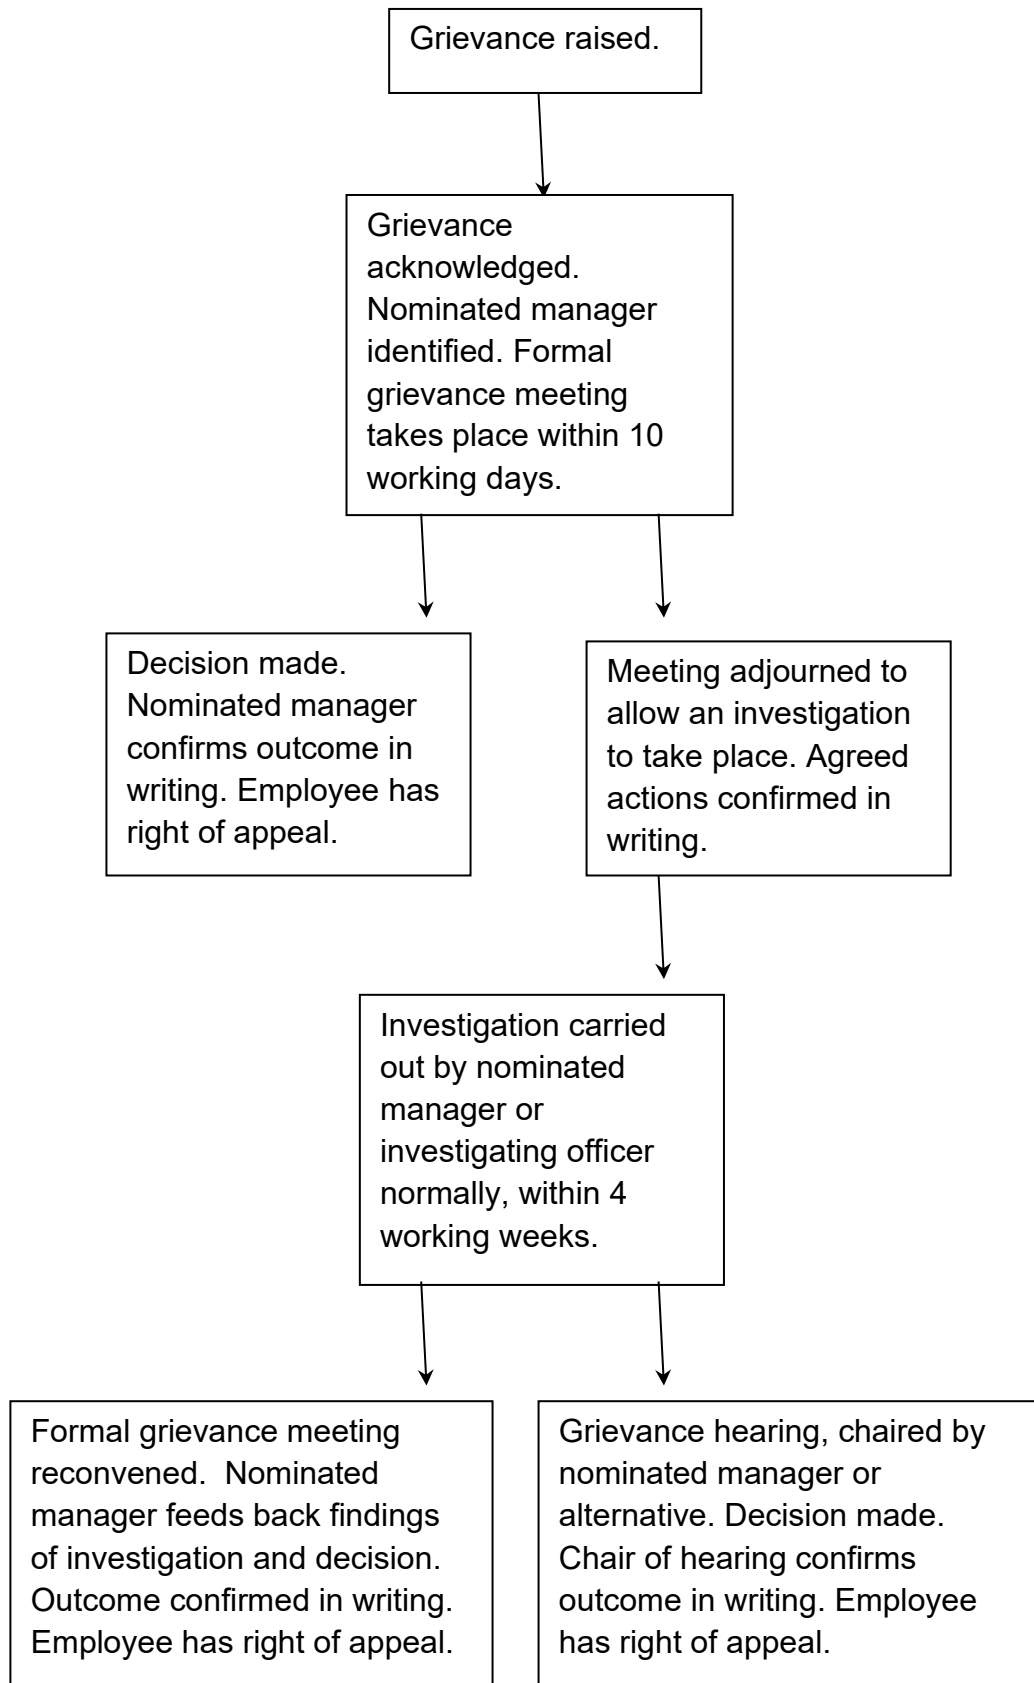 Grievance raised.
Grievance
acknowledged.
Nominated manager
identified. Formal
grievance meeting
takes place within 10
working days.
Decision made.
Nominated manager
confirms outcome in
writing. Employee has
right of appeal.
Meeting adjourned to
allow an investigation
to take place. Agreed
actions confirmed in
writing.
Investigation carried
out by nominated
manager or
investigating officer
normally, within 4
working weeks.
Formal grievance meeting
reconvened.  Nominated
manager feeds back findings
of investigation and decision.
Outcome confirmed in writing.
Employee has right of appeal.
Grievance hearing, chaired by
nominated manager or
alternative. Decision made.
Chair of hearing confirms
outcome in writing. Employee
has right of appeal.